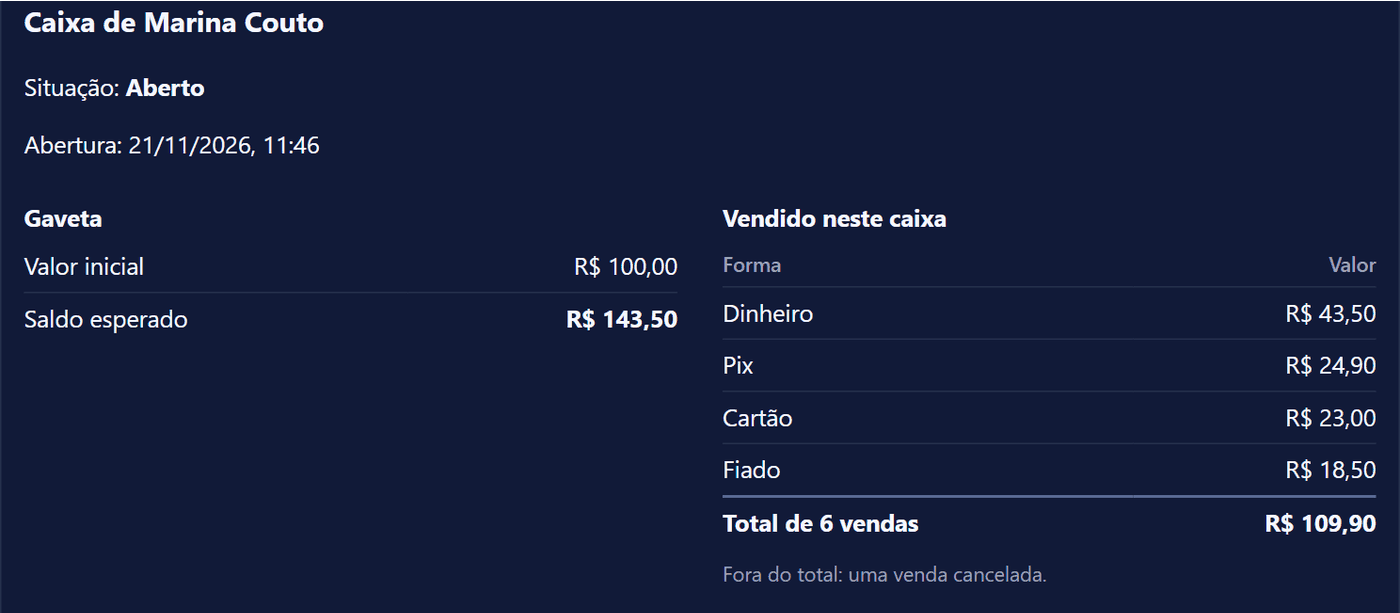 Caixa de Marina Couto
Situação: Aberto
Abertura: 21/11/2026, 11:46
Gaveta
Valor inicial R$ 100,00
Saldo esperado R$ 143,50
Vendido neste caixa
Forma Valor
Dinheiro R$ 43,50
Pix R$ 24,90
Cartão R$ 23,00
Fiado R$ 18,50
Total de 6 vendas R$ 109,90
Fora do total: uma venda cancelada.